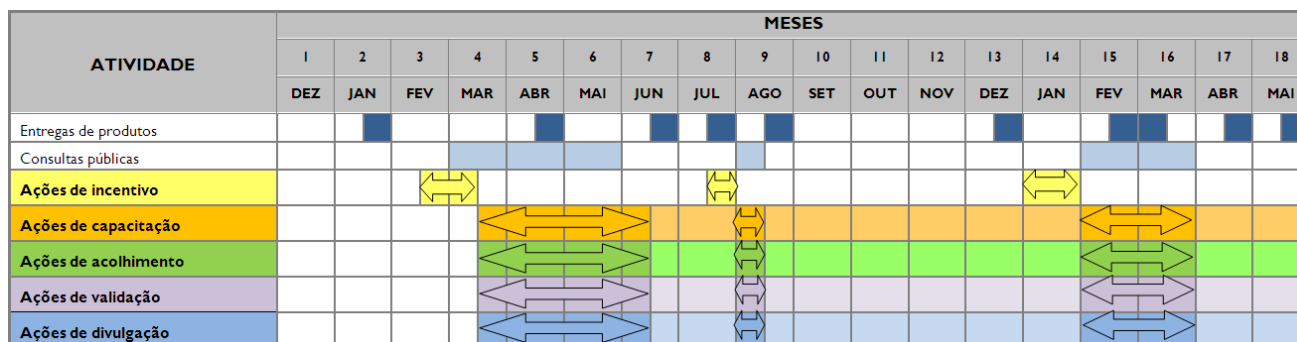 MESES
ATIVIDADE
1 2 3 4 5 6 7 8 9 10 11 12 13 14 15 16 17 18
DEZ JAN FEV MAR ABR MAI JUN JUL AGO SET OUT NOV DEZ JAN FEV MAR ABR MAI
Entregas de produtos
Consultas públicas
Ações de incentivo
Ações de capacitação
Ações de acolhimento
Ações de validação
Ações de divulgação